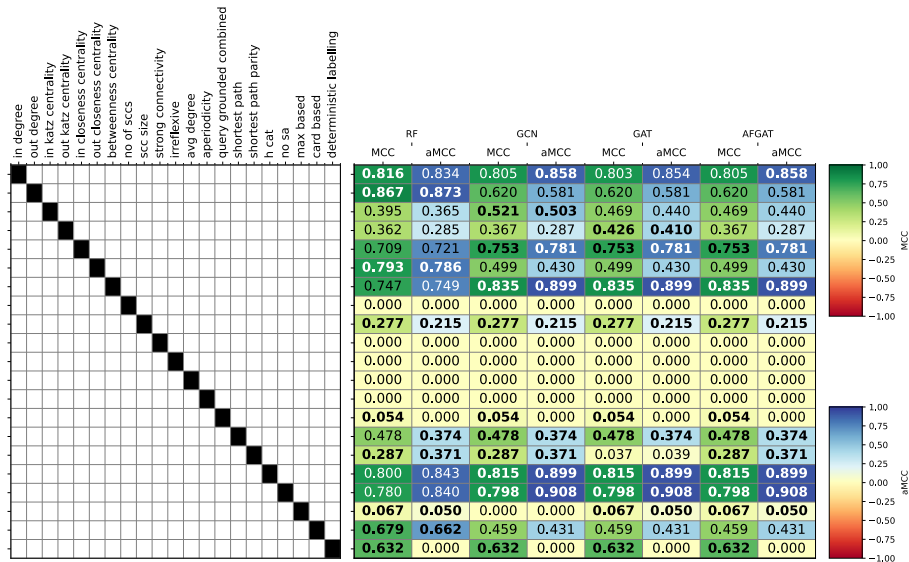 in degree
out degree
in katz centrality
out katz centrality
in closeness centrality
out closeness centrality
betweenness centrality
no of sccs
scc size
strong connectivity
irreflexive
avg degree
aperiodicity
query grounded combined
shortest path
shortest path parity
h cat
no sa
max based
card based
deterministic labelling
RF GCN GAT AFGAT
MCC aMCC MCC aMCC MCC aMCC MCC aMCC
0.816 0.834 0.805 0.858 0.803 0.854 0.805 0.858
0.867 0.873 0.620 0.581 0.620 0.581 0.620 0.581
0.395 0.365 0.521 0.503 0.469 0.440 0.469 0.440
0.362 0.285 0.367 0.287 0.426 0.410 0.367 0.287
0.709 0.721 0.753 0.781 0.753 0.781 0.753 0.781
0.793 0.786 0.499 0.430 0.499 0.430 0.499 0.430
0.747 0.749 0.835 0.899 0.835 0.899 0.835 0.899
0.000 0.000 0.000 0.000 0.000 0.000 0.000 0.000
0.277 0.215 0.277 0.215 0.277 0.215 0.277 0.215
0.000 0.000 0.000 0.000 0.000 0.000 0.000 0.000
0.000 0.000 0.000 0.000 0.000 0.000 0.000 0.000
0.000 0.000 0.000 0.000 0.000 0.000 0.000 0.000
0.000 0.000 0.000 0.000 0.000 0.000 0.000 0.000
0.054 0.000 0.054 0.000 0.054 0.000 0.054 0.000
0.478 0.374 0.478 0.374 0.478 0.374 0.478 0.374
0.287 0.371 0.287 0.371 0.037 0.039 0.287 0.371
0.800 0.843 0.815 0.899 0.815 0.899 0.815 0.899
0.780 0.840 0.798 0.908 0.798 0.908 0.798 0.908
0.067 0.050 0.000 0.000 0.067 0.050 0.067 0.050
0.679 0.662 0.459 0.431 0.459 0.431 0.459 0.431
0.632 0.000 0.632 0.000 0.632 0.000 0.632 0.000
1.00
0.75
0.50
0.25
0.00
−0.25
−0.50
−0.75
−1.00
MCC
1.00
0.75
0.50
0.25
0.00
−0.25
−0.50
−0.75
−1.00
aMCC